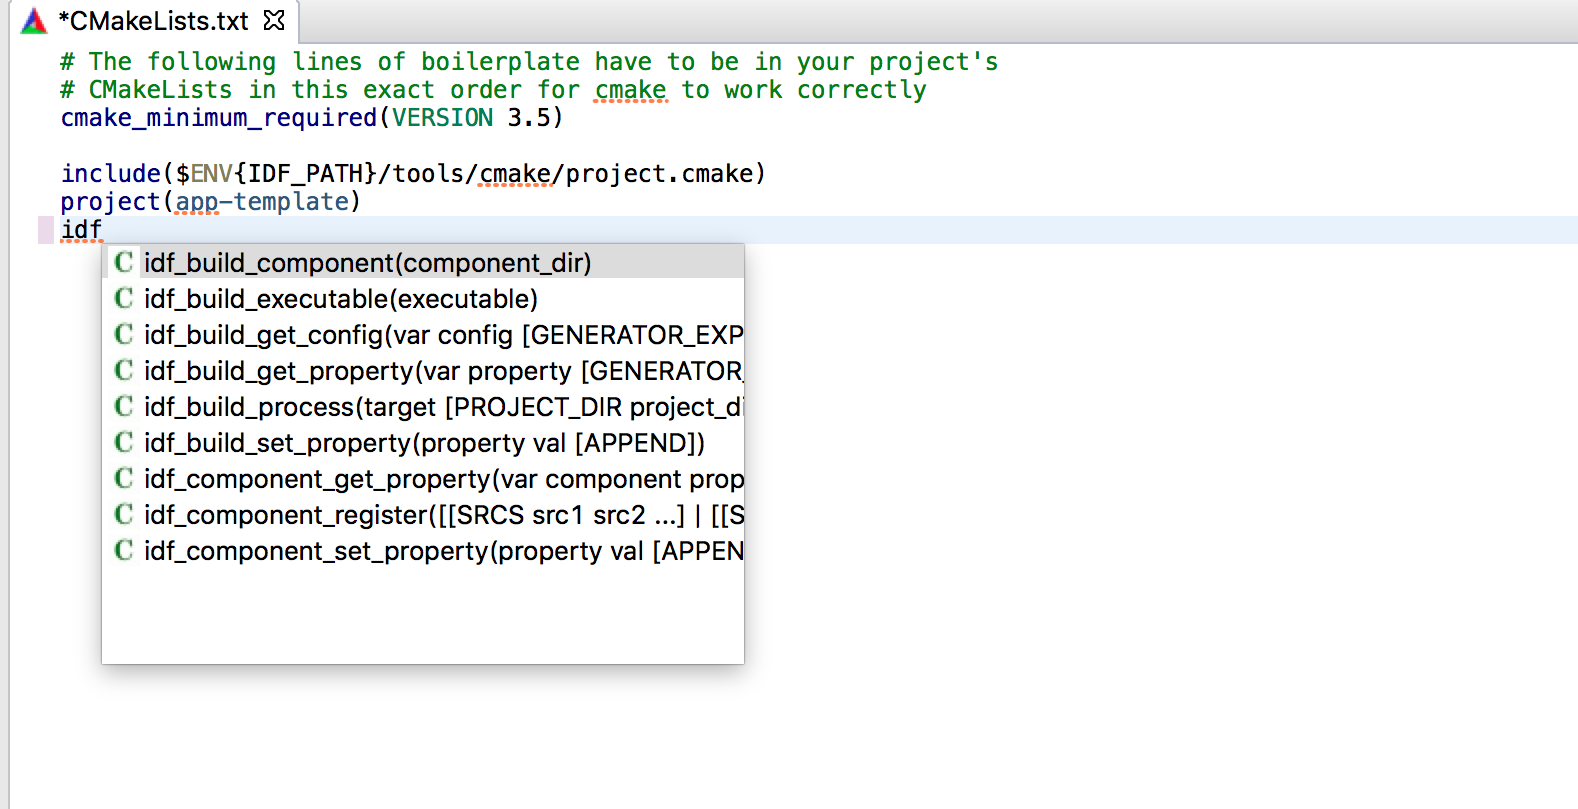 *CMakeLists.txt
# The following lines of boilerplate have to be in your project's
# CMakeLists in this exact order for cmake to work correctly
cmake_minimum_required(VERSION 3.5)
include($ENV{IDF_PATH}/tools/cmake/project.cmake)
project(app-template)
idf
C idf_build_component(component_dir)
C idf_build_executable(executable)
C idf_build_get_config(var config [GENERATOR_EXP
C idf_build_get_property(var property [GENERATOR_
C idf_build_process(target [PROJECT_DIR project_di
C idf_build_set_property(property val [APPEND])
C idf_component_get_property(var component prop
C idf_component_register([[SRCS src1 src2 ...] | [[S
C idf_component_set_property(property val [APPEN